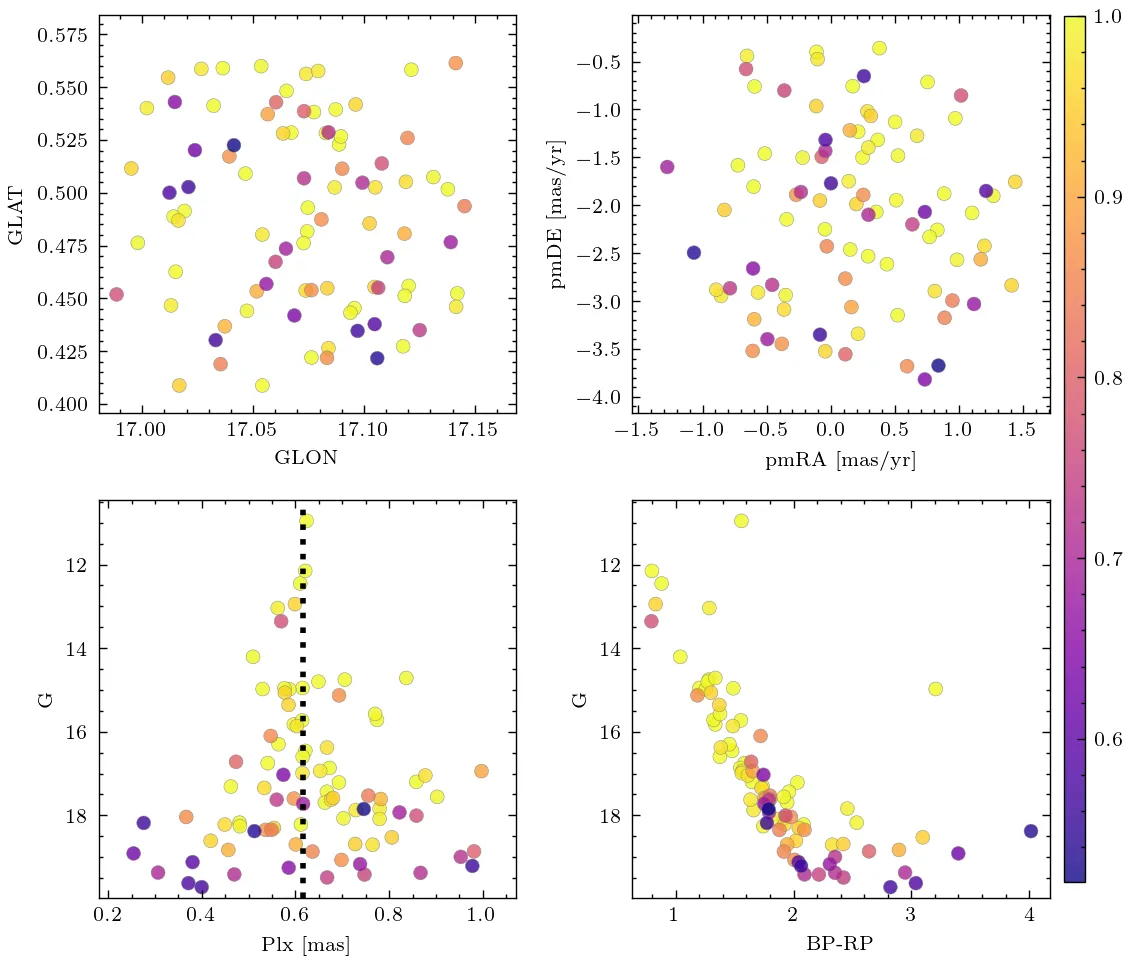 0.575
0.550
0.525
0.500
0.475
0.450
0.425
0.400
GLAT
17.00 17.05 17.10 17.15
GLON
−0.5
−1.0
−1.5
−2.0
−2.5
−3.0
−3.5
−4.0
pmDE [mas/yr]
−1.5 −1.0 −0.5 0.0 0.5 1.0 1.5
pmRA [mas/yr]
1.0
0.9
0.8
0.7
0.6
12
14
16
18
G
0.2 0.4 0.6 0.8 1.0
Plx [mas]
12
14
16
18
G
1 2 3 4
BP-RP